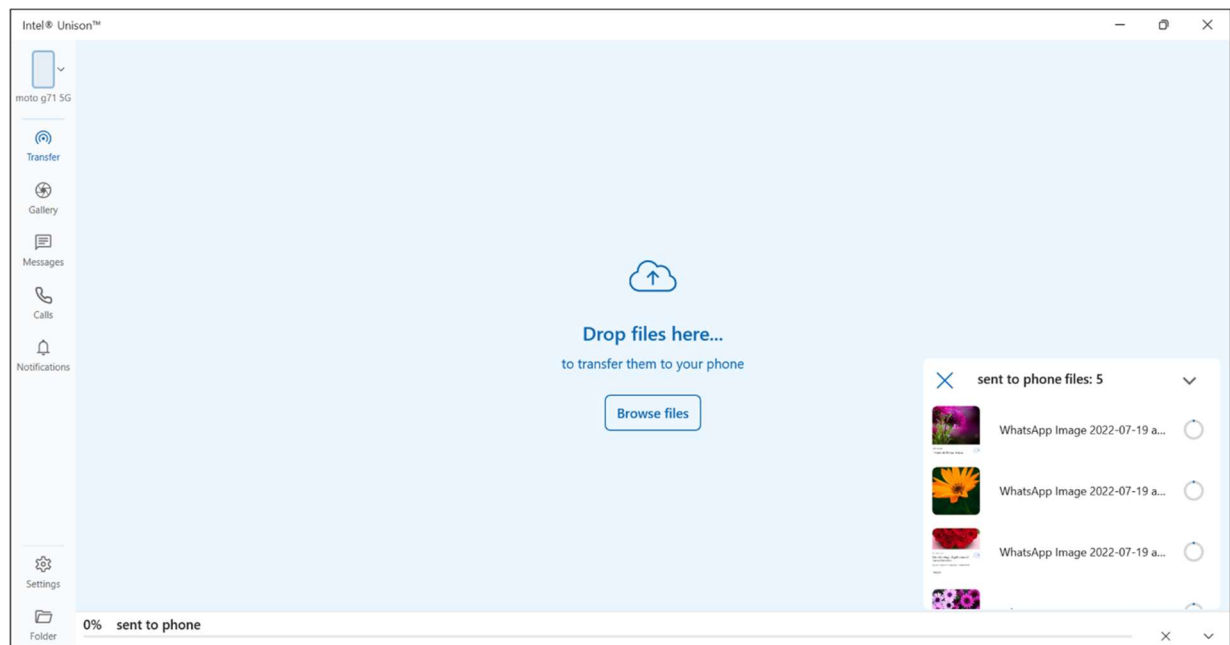 Intel® Unison™
moto g71 5G
Transfer
Gallery
Messages
Calls
Notifications
Settings
Folder
Drop files here...
to transfer them to your phone
Browse files
sent to phone files: 5
WhatsApp Image 2022-07-19 a...
WhatsApp Image 2022-07-19 a...
WhatsApp Image 2022-07-19 a...
0% sent to phone